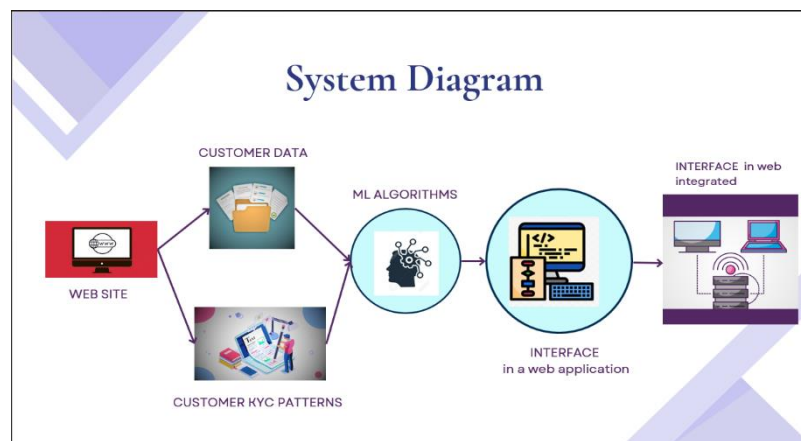 System Diagram
CUSTOMER DATA
ML ALGORITHMS
INTERFACE in web
integrated
WEB SITE
CUSTOMER KYC PATTERNS
INTERFACE
in a web application